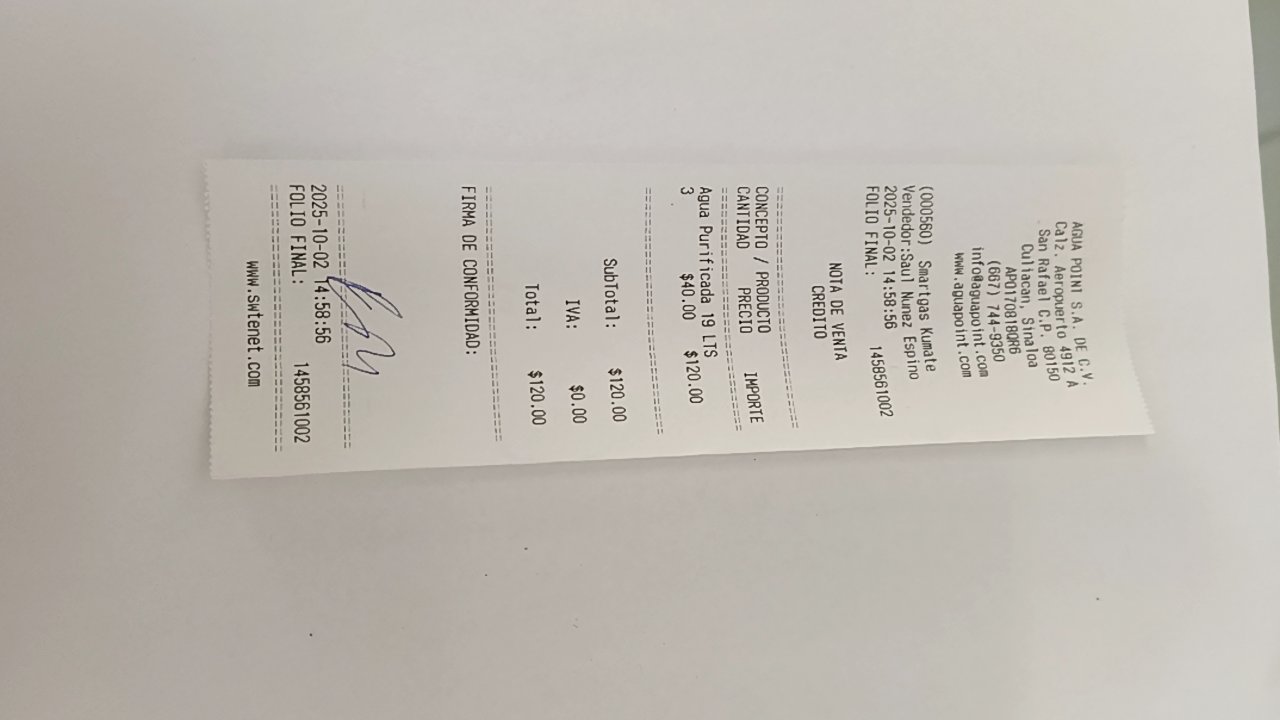 AGUA POINT S.A. DE C.V.
Calz. Aeropuerto 4912 A
San Rafael C.P. 80150
Culiacan, Sinaloa
APO170818QR6
(667) 744-9350
info@aguapoint.com
www.aguapoint.com
(000560) Smartgas Kumate
Vendedor:Saul Nunez Espino
2025-10-02 14:58:56
FOLIO FINAL: 1458561002
NOTA DE VENTA
CREDITO
CONCEPTO / PRODUCTO
CANTIDAD PRECIO IMPORTE
Agua Purificada 19 LTS
3 $40.00 $120.00
SubTotal: $120.00
IVA: $0.00
Total: $120.00
FIRMA DE CONFORMIDAD:
2025-10-02 14:58:56
FOLIO FINAL: 1458561002
www.swtenet.com